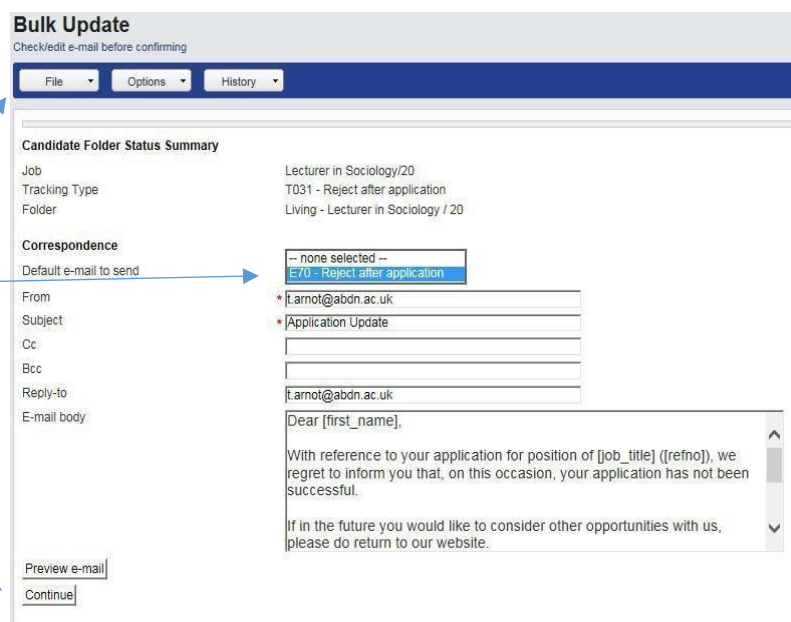 Bulk Update
Check/edit e-mail before confirming
File Options History
Candidate Folder Status Summary
Job Lecturer in Sociology/20
Tracking Type T031 - Reject after application
Folder Living - Lecturer in Sociology / 20
Correspondence
-- none selected --
Default e-mail to send E70 - Reject after application
From * t.arnot@abdn.ac.uk
Subject * Application Update
Cc
Bcc
Reply-to t.arnot@abdn.ac.uk
E-mail body Dear [first_name],
With reference to your application for position of [job_title] ([refno]), we
regret to inform you that, on this occasion, your application has not been
successful.
If in the future you would like to consider other opportunities with us,
please do return to our website.
Preview e-mail
Continue